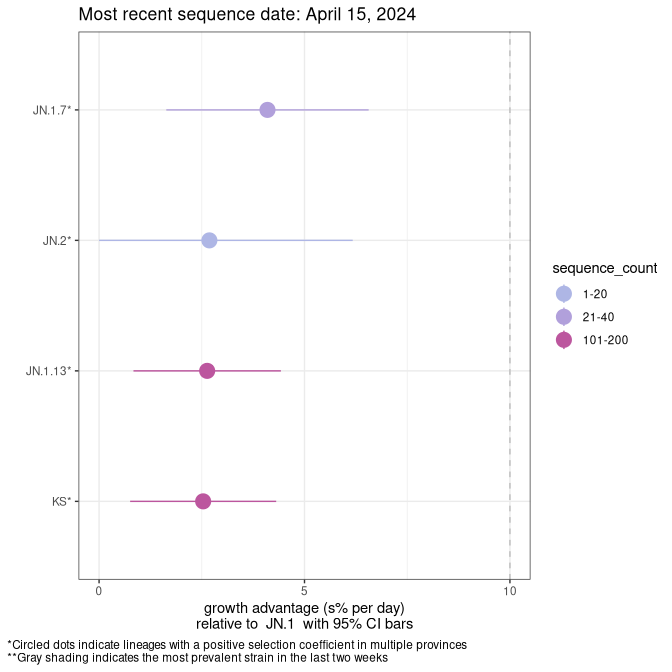 Most recent sequence date: April 15, 2024
JN.1.7*
JN.2*
JN.1.13*
KS*
0 5 10
growth advantage (s% per day)
relative to JN.1 with 95% CI bars
sequence_count
1-20
21-40
101-200
*Circled dots indicate lineages with a positive selection coefficient in multiple provinces
**Gray shading indicates the most prevalent strain in the last two weeks